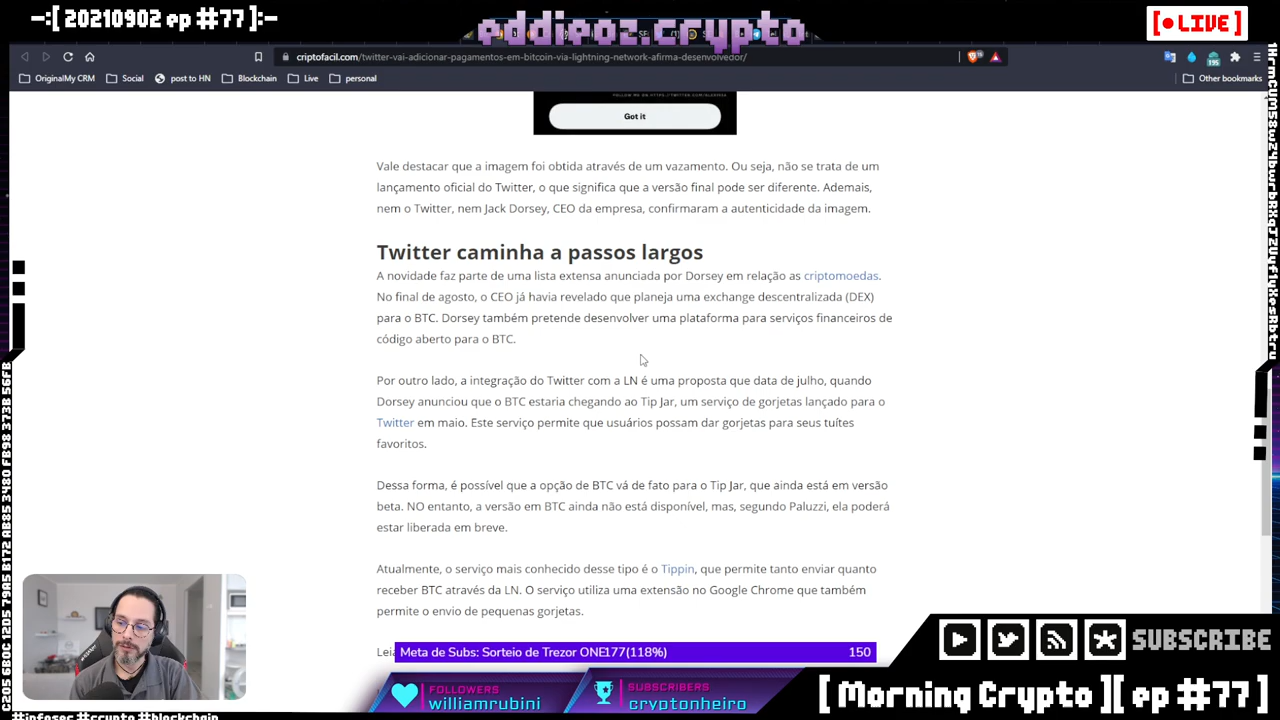 -:[ 20210902 ep #77 ]:-
eddieoz.crypto
[ • LIVE ]
criptofacil.com/twitter-vai-adicionar-pagamentos-em-bitcoin-via-lightning-network-afirma-desenvolvedor/
195
OriginalMy CRM
Social
post to HN
Blockchain
Live
personal
Other bookmarks
FOLLOW ME ON HTTPS://TWITTER.COM/
Got it
Vale destacar que a imagem foi obtida através de um vazamento. Ou seja, não se trata de um
lançamento oficial do Twitter, o que significa que a versão final pode ser diferente. Ademais,
nem o Twitter, nem Jack Dorsey, CEO da empresa, confirmaram a autenticidade da imagem.
Twitter caminha a passos largos
A novidade faz parte de uma lista extensa anunciada por Dorsey em relação as criptomoedas.
No final de agosto, o CEO já havia revelado que planeja uma exchange descentralizada (DEX)
para o BTC. Dorsey também pretende desenvolver uma plataforma para serviços financeiros de
código aberto para o BTC.
Por outro lado, a integração do Twitter com a LN é uma proposta que data de julho, quando
Dorsey anunciou que o BTC estaria chegando ao Tip Jar, um serviço de gorjetas lançado para o
Twitter em maio. Este serviço permite que usuários possam dar gorjetas para seus tuítes
favoritos.
Dessa forma, é possível que a opção de BTC vá de fato para o Tip Jar, que ainda está em versão
beta. NO entanto, a versão em BTC ainda não está disponível, mas, segundo Paluzzi, ela poderá
estar liberada em breve.
Atualmente, o serviço mais conhecido desse tipo é o Tippin, que permite tanto enviar quanto
receber BTC através da LN. O serviço utiliza uma extensão no Google Chrome que também
permite o envio de pequenas gorjetas.
Meta de Subs: Sorteio de Trezor ONE177(118%)
150
SUBSCRIBE
FOLLOWERS
williamrubini
SUBSCRIBERS
cryptonheiro
[ Morning Crypto ][ ep #77 ]
#infosec #crypto #blockchain